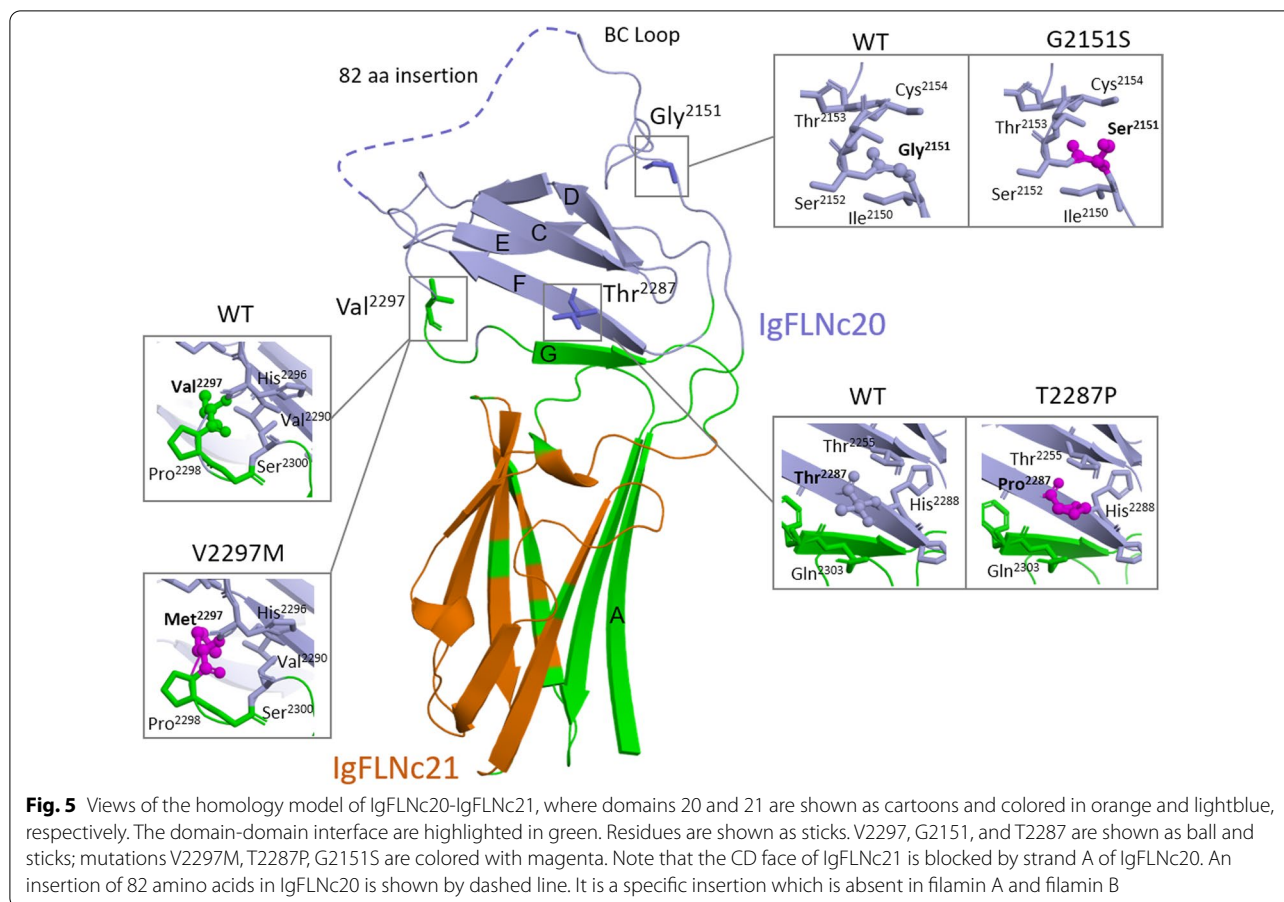 BC Loop
82 aa insertion
Gly2151
WT
G2151S
Cys2154
Thr2153
Gly2151
Ser2152
Ile2150
Cys2154
Thr2153
Ser2151
Ser2152
Ile2150
D
C
E
F
Val2297
Thr2287
IgFLNc20
G
WT
Val2297
His2296
Val2290
Pro2298
Ser2300
WT
T2287P
Thr2255
Thr2287
His2288
Gln2303
Thr2255
Pro2287
His2288
Gln2303
V2297M
Met2297
His2296
Val2290
Pro2298
Ser2300
A
IgFLNc21
Fig. 5 Views of the homology model of IgFLNc20-IgFLNc21, where domains 20 and 21 are shown as cartoons and colored in orange and lightblue,
respectively. The domain-domain interface are highlighted in green. Residues are shown as sticks. V2297, G2151, and T2287 are shown as ball and
sticks; mutations V2297M, T2287P, G2151S are colored with magenta. Note that the CD face of IgFLNc21 is blocked by strand A of IgFLNc20. An
insertion of 82 amino acids in IgFLNc20 is shown by dashed line. It is a specific insertion which is absent in filamin A and filamin B